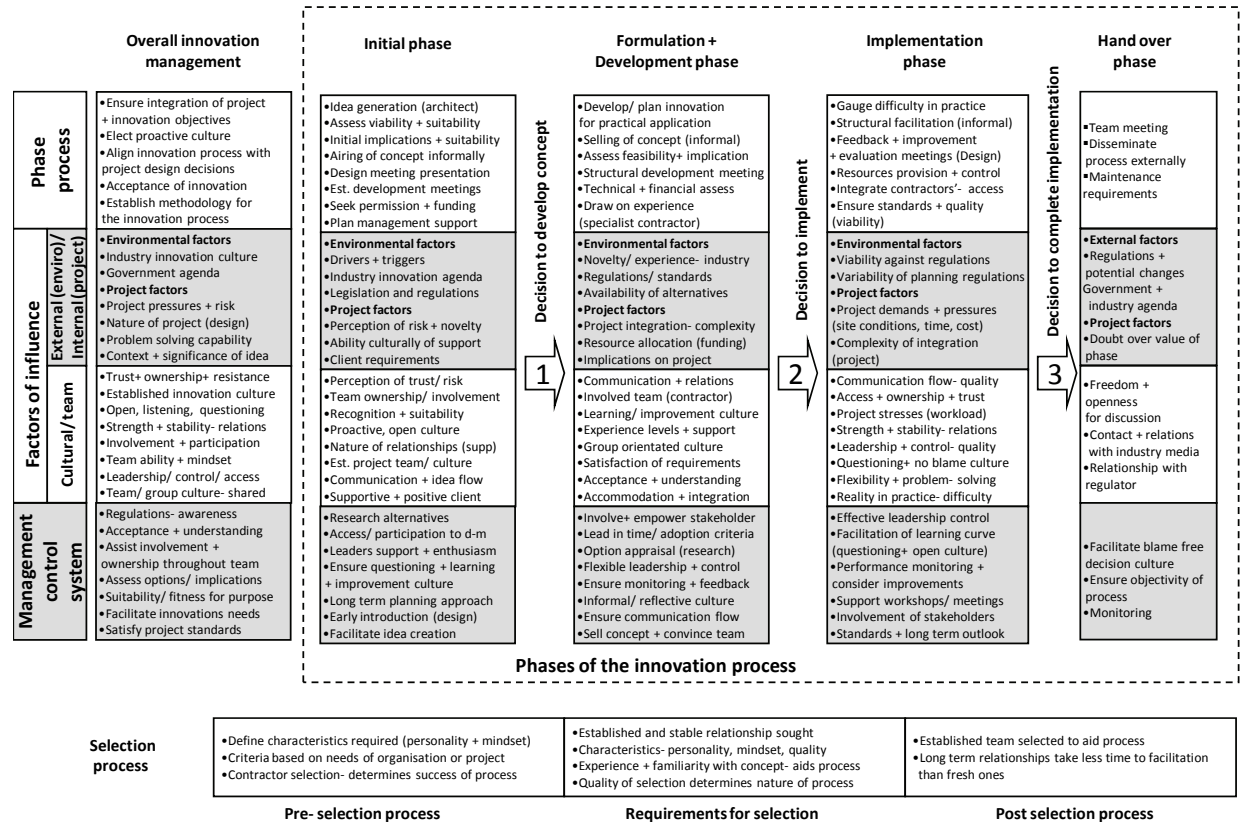 Overall innovation
management
Initial phase
Formulation +
Development phase
Implementation
phase
Hand over
phase
Phase
process
•Ensure integration of project
+ innovation objectives
•Elect proactive culture
•Align innovation process with
project design decisions
•Acceptance of innovation
•Establish methodology for
the innovation process
•Idea generation (architect)
•Assess viability + suitability
•Initial implications + suitability
•Airing of concept informally
•Design meeting presentation
•Est. development meetings
•Seek permission + funding
•Plan management support
•Develop/ plan innovation
for practical application
•Selling of concept (informal)
•Assess feasibility+ implication
•Structural development meeting
•Technical + financial assess
•Draw on experience
(specialist contractor)
•Gauge difficulty in practice
•Structural facilitation (informal)
•Feedback + improvement
+ evaluation meetings (Design)
•Resources provision + control
•Integrate contractors'- access
•Ensure standards + quality
(viability)
▪Team meeting
▪Disseminate
process externally
▪Maintenance
requirements
Factors of influence
External (enviro)/
Internal (project)
•Environmental factors
•Industry innovation culture
•Government agenda
•Project factors
•Project pressures + risk
•Nature of project (design)
•Problem solving capability
•Context + significance of idea
•Environmental factors
•Drivers + triggers
•Industry innovation agenda
•Legislation and regulations
•Project factors
•Perception of risk + novelty
•Ability culturally of support
•Client requirements
•Environmental factors
•Novelty/ experience- industry
•Regulations/ standards
•Availability of alternatives
•Project factors
•Project integration- complexity
•Resource allocation (funding)
•Implications on project
•Environmental factors
•Viability against regulations
•Variability of planning regulations
•Project factors
•Project demands + pressures
(site conditions, time, cost)
•Complexity of integration
(project)
•External factors
•Regulations +
potential changes
Government +
industry agenda
•Project factors
•Doubt over value of
phase
Cultural/ team
•Trust+ ownership+ resistance
•Established innovation culture
•Open, listening, questioning
•Strength + stability- relations
•Involvement + participation
•Team ability + mindset
•Leadership/ control/ access
•Team/ group culture- shared
•Perception of trust/ risk
•Team ownership/ involvement
•Recognition + suitability
•Proactive, open culture
•Nature of relationships (supp)
•Est. project team/ culture
•Communication + idea flow
•Supportive + positive client
•Communication + relations
•Involved team (contractor)
•Learning/ improvement culture
•Experience levels + support
•Group orientated culture
•Satisfaction of requirements
•Acceptance + understanding
•Accommodation + integration
•Communication flow- quality
•Access + ownership + trust
•Project stresses (workload)
•Strength + stability- relations
•Leadership + control- quality
•Questioning+ no blame culture
•Flexibility + problem- solving
•Reality in practice- difficulty
•Freedom +
openness
for discussion
•Contact + relations
with industry media
•Relationship with
regulator
Management
control
system
•Regulations- awareness
•Acceptance + understanding
•Assist involvement +
ownership throughout team
•Assess options/ implications
•Suitability/ fitness for purpose
•Facilitate innovations needs
•Satisfy project standards
•Research alternatives
•Access/ participation to d-m
•Leaders support + enthusiasm
•Ensure questioning + learning
+ improvement culture
•Long term planning approach
•Early introduction (design)
•Facilitate idea creation
•Involve+ empower stakeholder
•Lead in time/ adoption criteria
•Option appraisal (research)
•Flexible leadership + control
•Ensure monitoring + feedback
•Informal/ reflective culture
•Ensure communication flow
•Sell concept + convince team
•Effective leadership control
•Facilitation of learning curve
(questioning+ open culture)
•Performance monitoring +
consider improvements
•Support workshops/ meetings
•Involvement of stakeholders
•Standards + long term outlook
•Facilitate blame free
decision culture
•Ensure objectivity of
process
•Monitoring
Decision to develop concept
1
Decision to implement
2
Decision to complete implementation
3
Phases of the innovation process
Selection
process
•Define characteristics required (personality + mindset)
•Criteria based on needs of organisation or project
•Contractor selection- determines success of process
•Established and stable relationship sought
•Characteristics- personality, mindset, quality
•Experience + familiarity with concept- aids process
•Quality of selection determines nature of process
•Established team selected to aid process
•Long term relationships take less time to facilitation
than fresh ones
Pre- selection process
Requirements for selection
Post selection process